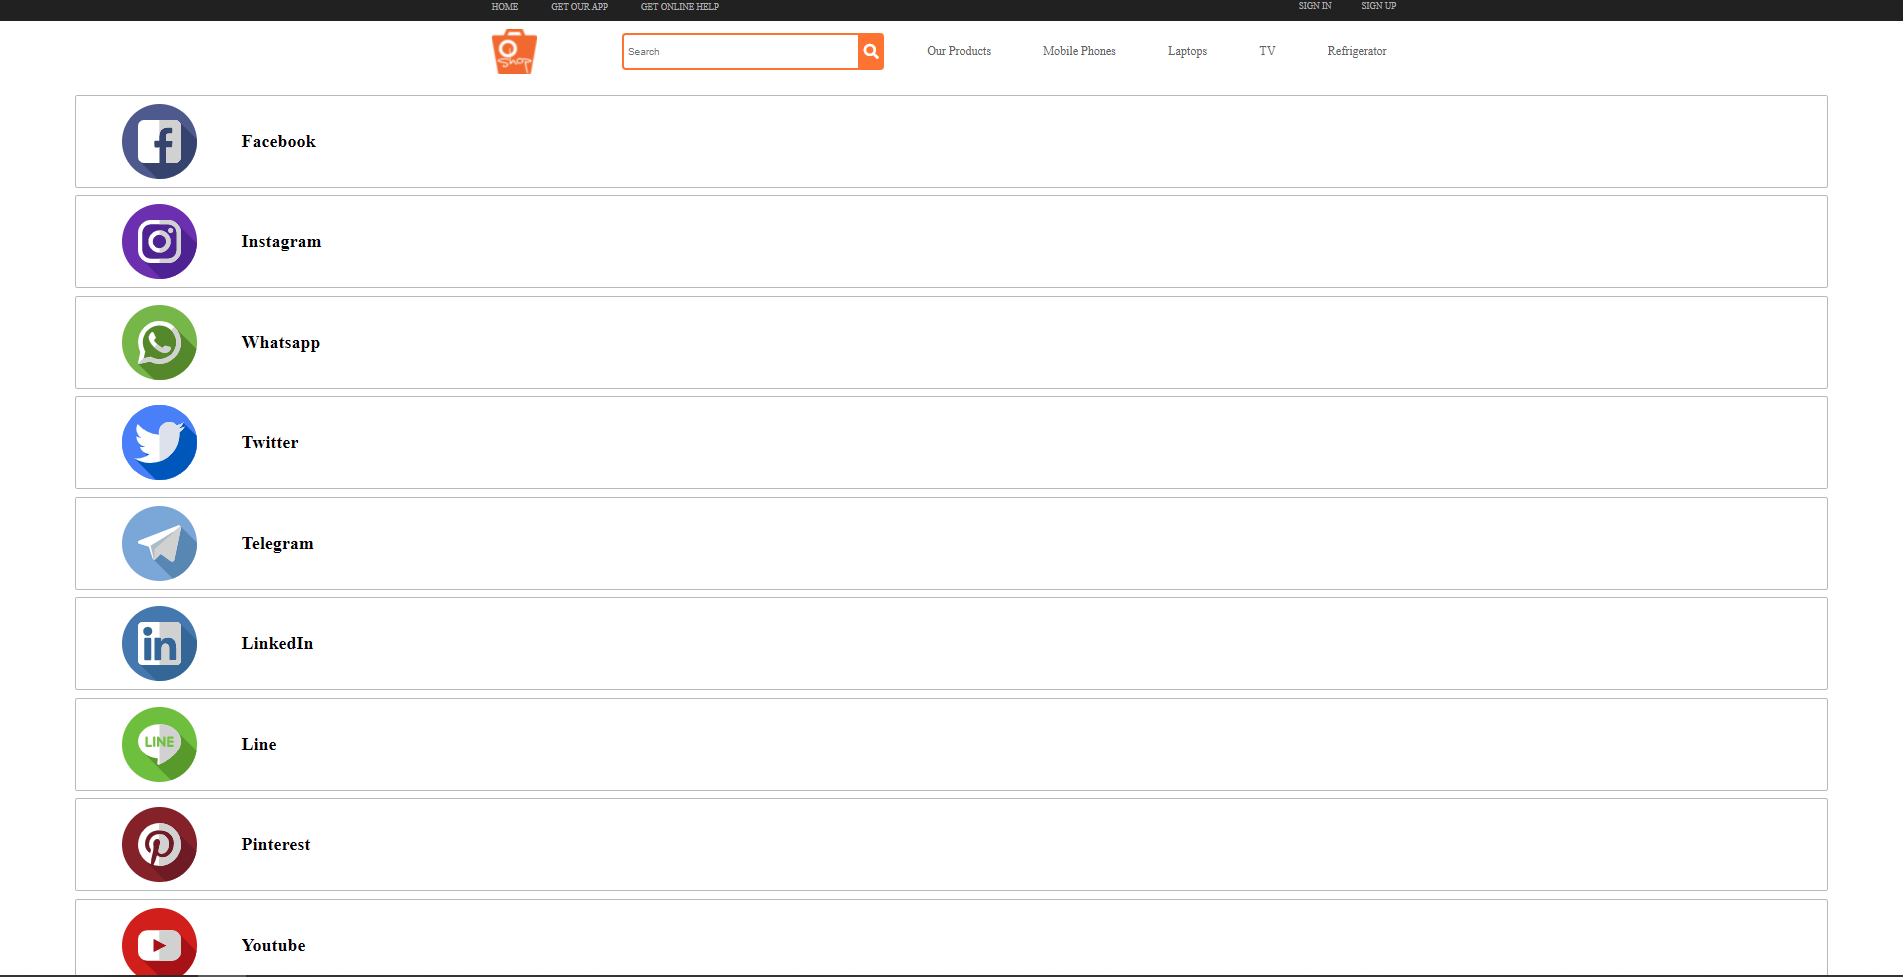 HOME GET OUR APP GET ONLINE HELP SIGN IN SIGN UP
Shop
Search
Our Products Mobile Phones Laptops TV Refrigerator
Facebook
Instagram
Whatsapp
Twitter
Telegram
in
LinkedIn
LINE
Line
Pinterest
Youtube